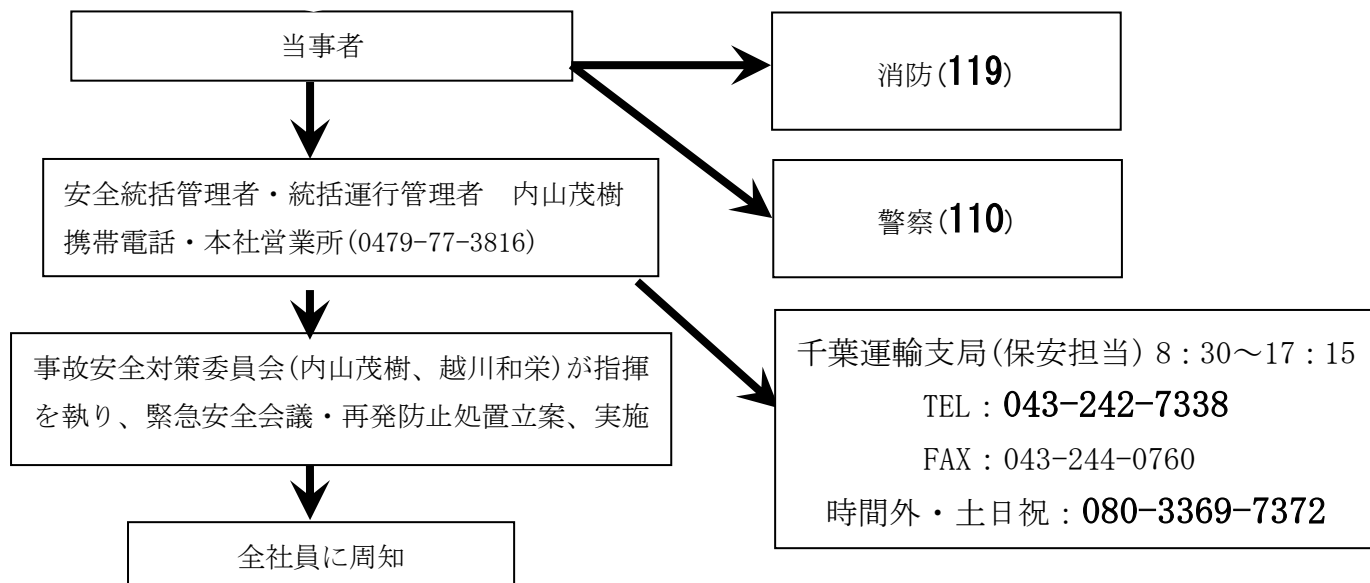 当事者
消防(119)
警察(110)
安全統括管理者・統括運行管理者　内山茂樹
携帯電話・本社営業所(0479-77-3816)
事故安全対策委員会(内山茂樹、越川和栄)が指揮
を執り、緊急安全会議・再発防止処置立案、実施
千葉運輸支局(保安担当) 8：30～17：15
TEL：043-242-7338
FAX：043-244-0760
時間外・土日祝：080-3369-7372
全社員に周知